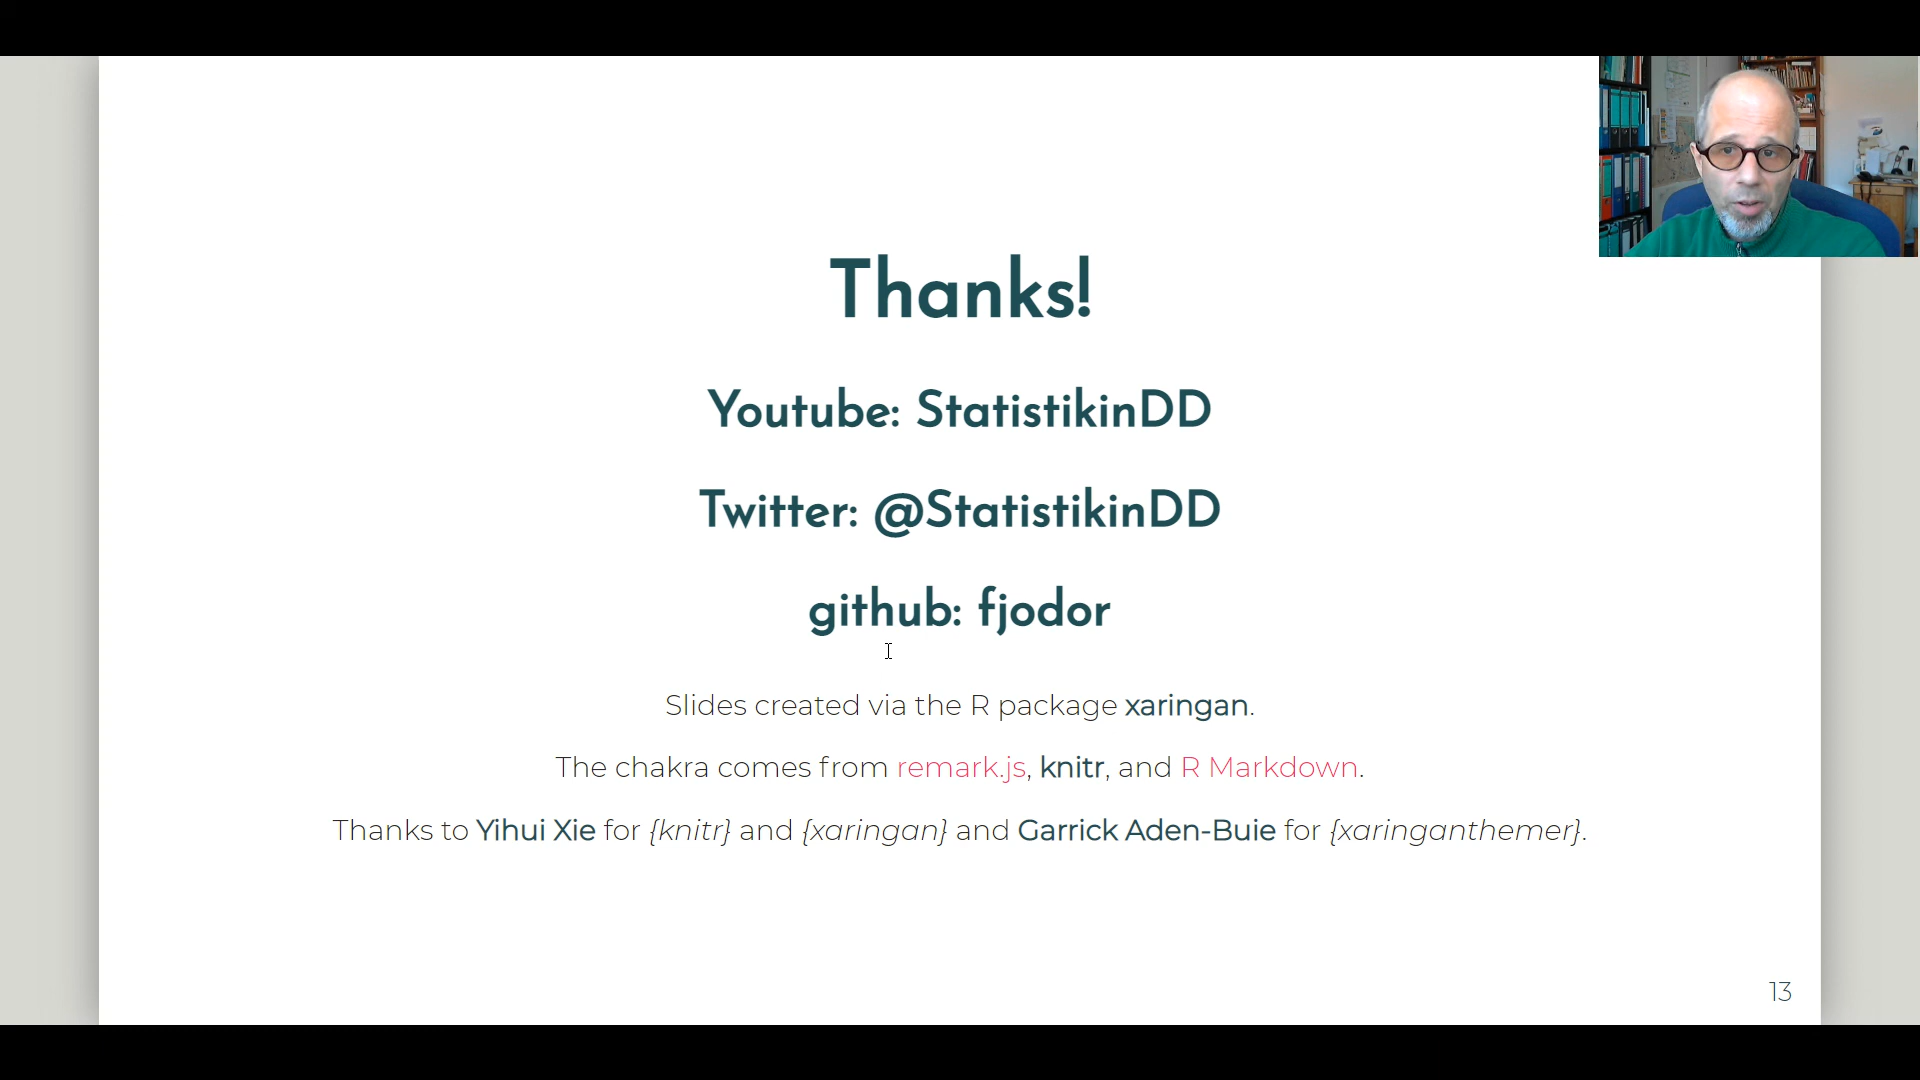 Thanks!
Youtube: StatistikinDD
Twitter: @StatistikinDD
github: fjodor
Slides created via the R package xaringan.
The chakra comes from remark.js, knitr, and R Markdown.
Thanks to Yihui Xie for {knitr} and {xaringan} and Garrick Aden-Buie for {xaringanthemer}.
13